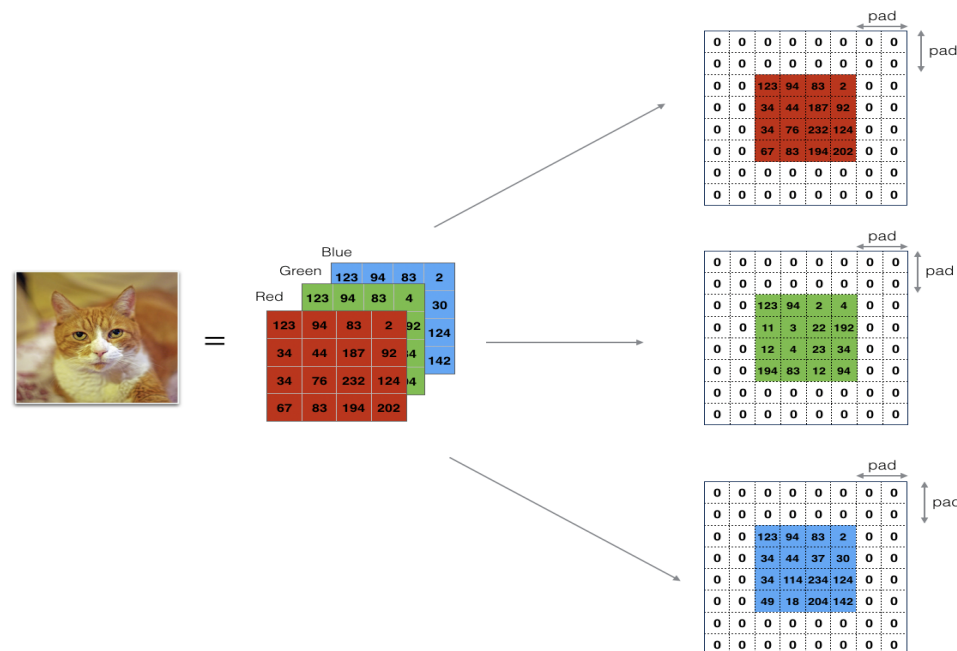 pad
0 0 0 0 0 0 0 0
pad
0 0 0 0 0 0 0 0
0 0 123 94 83 2 0 0
0 0 34 44 187 92 0 0
0 0 34 76 232 124 0 0
0 0 67 83 194 202 0 0
0 0 0 0 0 0 0 0
0 0 0 0 0 0 0 0
Blue
123 94 83 2
30
124
142
Green
123 94 83 4
92
34
94
Red
123 94 83 2
34 44 187 92
34 76 232 124
67 83 194 202
=
pad
0 0 0 0 0 0 0 0
pad
0 0 0 0 0 0 0 0
0 0 123 94 2 4 0 0
0 0 11 3 22 192 0 0
0 0 12 4 23 34 0 0
0 0 194 83 12 94 0 0
0 0 0 0 0 0 0 0
0 0 0 0 0 0 0 0
pad
0 0 0 0 0 0 0 0
pad
0 0 0 0 0 0 0 0
0 0 123 94 83 2 0 0
0 0 34 44 37 30 0 0
0 0 34 114 234 124 0 0
0 0 49 18 204 142 0 0
0 0 0 0 0 0 0 0
0 0 0 0 0 0 0 0